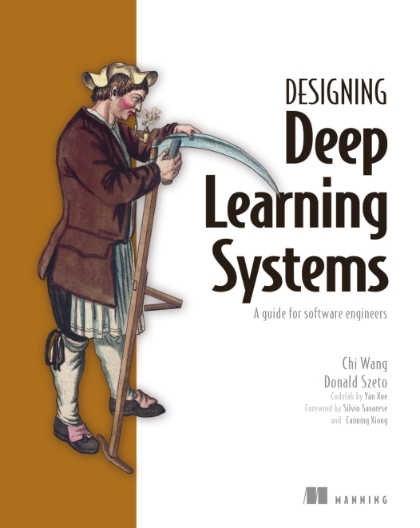 DESIGNING
Deep
Learning
Systems
A guide for software engineers
Chi Wang
Donald Szeto
Codelab by Yan Xue
Foreword by Silvio Savarese
and Caiming Xiong
MANNING